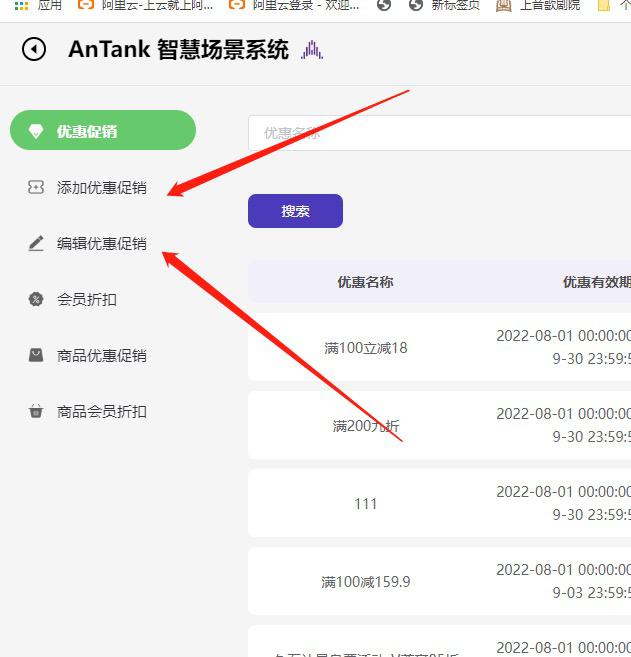 应用
阿里云-上云就上阿...
阿里云登录 - 欢迎...
新标签页
上音歌剧院
AnTank 智慧场景系统
优惠促销
优惠名称
添加优惠促销
搜索
编辑优惠促销
优惠名称
优惠有效期
会员折扣
满100立减18
2022-08-01 00:00:00
9-30 23:59:5
商品优惠促销
商品会员折扣
满200九折
2022-08-01 00:00:00
9-30 23:59:5
111
2022-08-01 00:00:00
9-30 23:59:5
满100减159.9
2022-08-01 00:00:00
9-03 23:59:5
2022-08-01 00:00:00